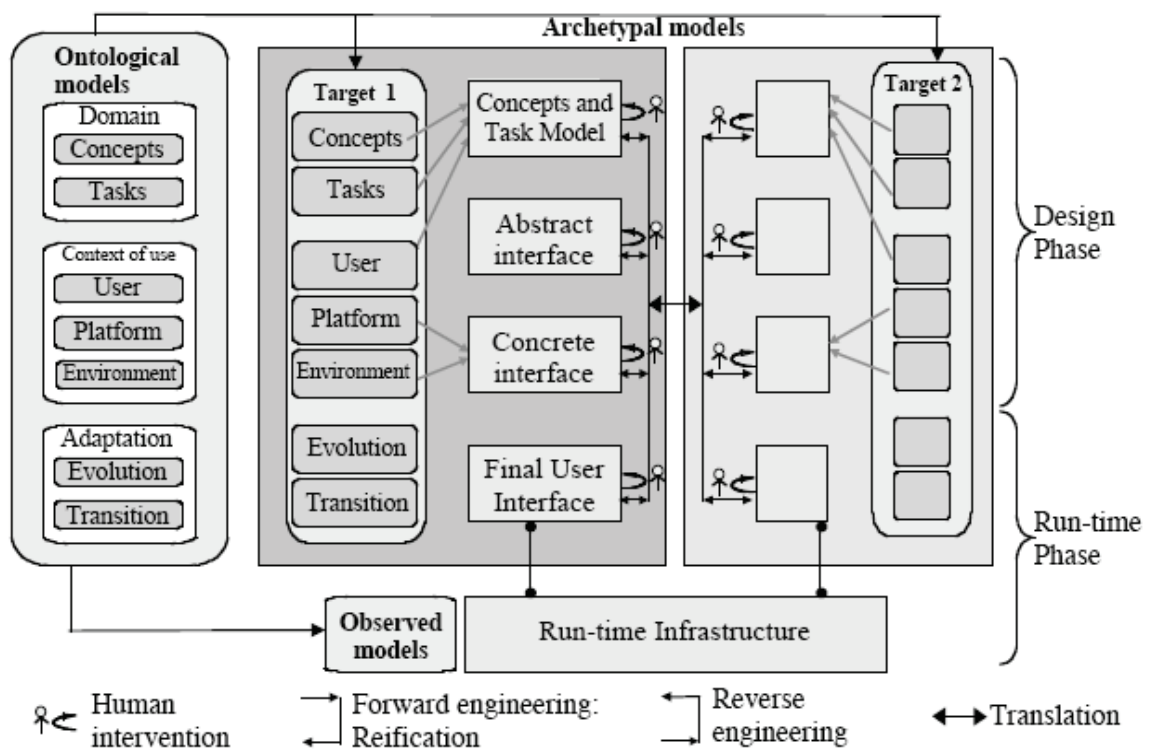 Archetypal models
Ontological
models
Domain
Concepts
Tasks
Context of use
User
Platform
Environment
Adaptation
Evolution
Transition
Target 1
Concepts
Tasks
User
Platform
Environment
Evolution
Transition
Concepts and
Task Model
Abstract
interface
Concrete
interface
Final User
Interface
Target 2
Design
Phase
Run-time
Phase
Observed
models
Run-time Infrastructure
Human
intervention
Forward engineering:
Reification
Reverse
engineering
Translation